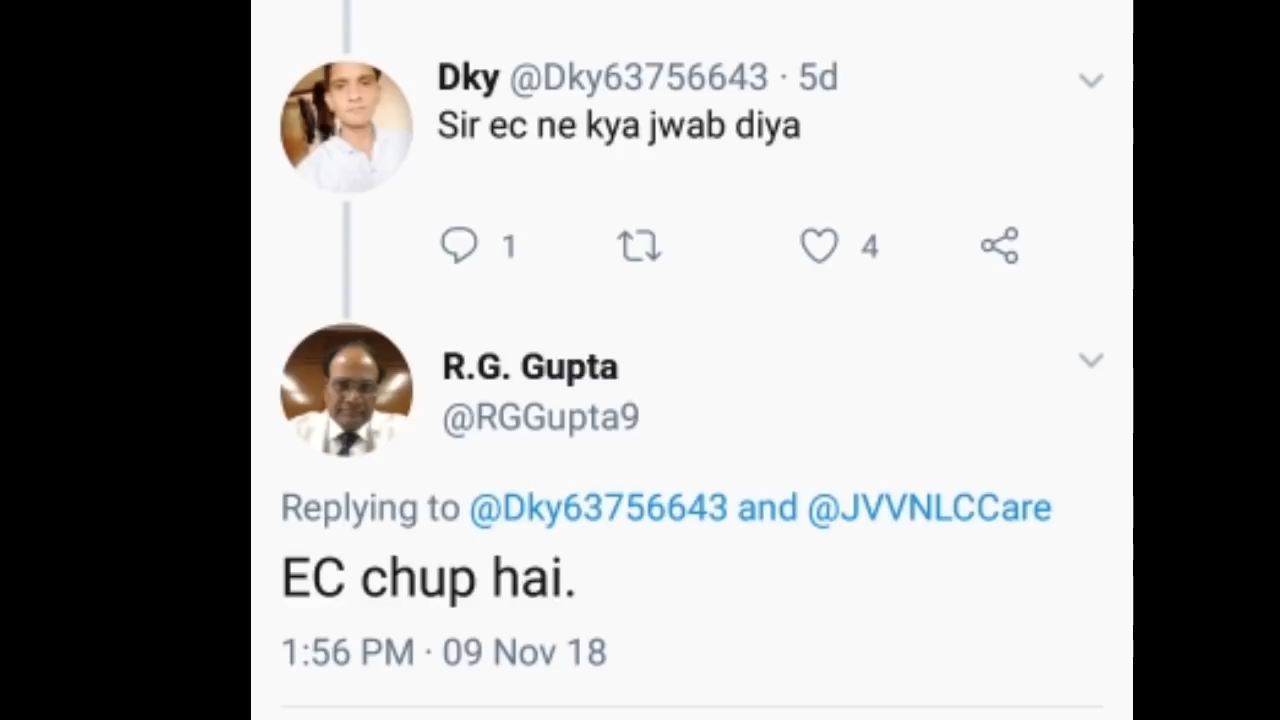 Dky @Dky63756643 · 5d
Sir ec ne kya jwab diya
1 4
R.G. Gupta
@RGGupta9
Replying to @Dky63756643 and @JVVNLCCare
EC chup hai.
1:56 PM · 09 Nov 18